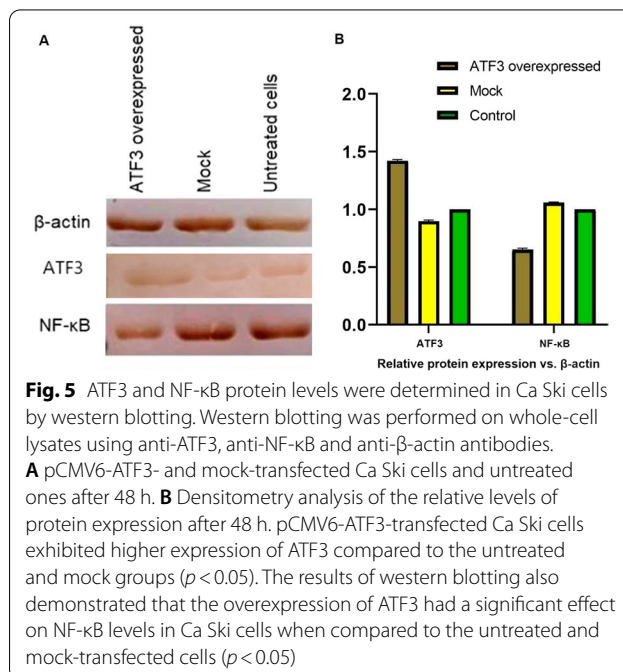 A
ATF3 overexpressed
Mock
Untreated cells
β-actin
ATF3
NF-κB
B
ATF3 overexpressed
Mock
Control
2.0
1.5
1.0
0.5
0.0
ATF3
NF-κB
Relative protein expression vs. β-actin
Fig. 5 ATF3 and NF-κB protein levels were determined in Ca Ski cells
by western blotting. Western blotting was performed on whole-cell
lysates using anti-ATF3, anti-NF-κB and anti-β-actin antibodies.
A pCMV6-ATF3- and mock-transfected Ca Ski cells and untreated
ones after 48 h. B Densitometry analysis of the relative levels of
protein expression after 48 h. pCMV6-ATF3-transfected Ca Ski cells
exhibited higher expression of ATF3 compared to the untreated
and mock groups (p < 0.05). The results of western blotting also
demonstrated that the overexpression of ATF3 had a significant effect
on NF-κB levels in Ca Ski cells when compared to the untreated and
mock-transfected cells (p < 0.05)